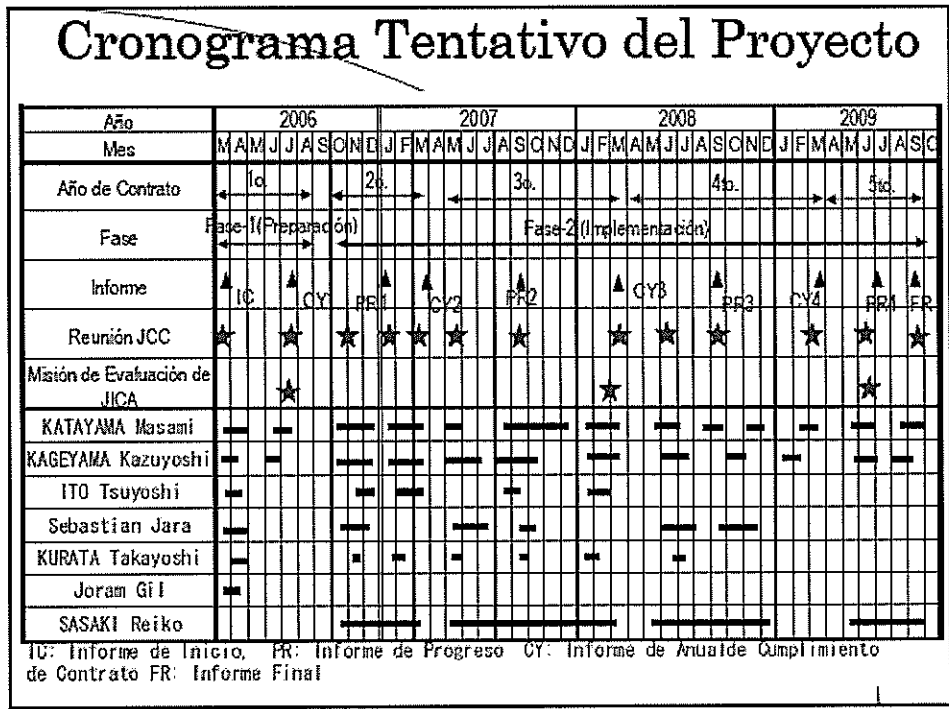 Cronograma Tentativo del Proyecto
Año 2006 2007 2008 2009
Mes M A M J J A S O N D J F M A M J J A S O N D J F M A M J J A S O N D J F M A M J J A S O
Año de Contrato 1o. 2o. 3o. 4to. 5to.
Fase Fase-1(Preparación) Fase-2(Implementación)
Informe IC CY PR1 CY2 PR2 CY3 PR3 CY4 PR4 FR
Reunión JCC
Misión de Evaluación de
JICA
KATAYAMA Masami
KAGEYAMA Kazuyoshi
ITO Tsuyoshi
Sebastian Jara
KURATA Takayoshi
Joram Gil
SASAKI Reiko
IC: Informe de Inicio, PR: Informe de Progreso CY: Informe de Anualde Cumplimiento
de Contrato FR: Informe Final